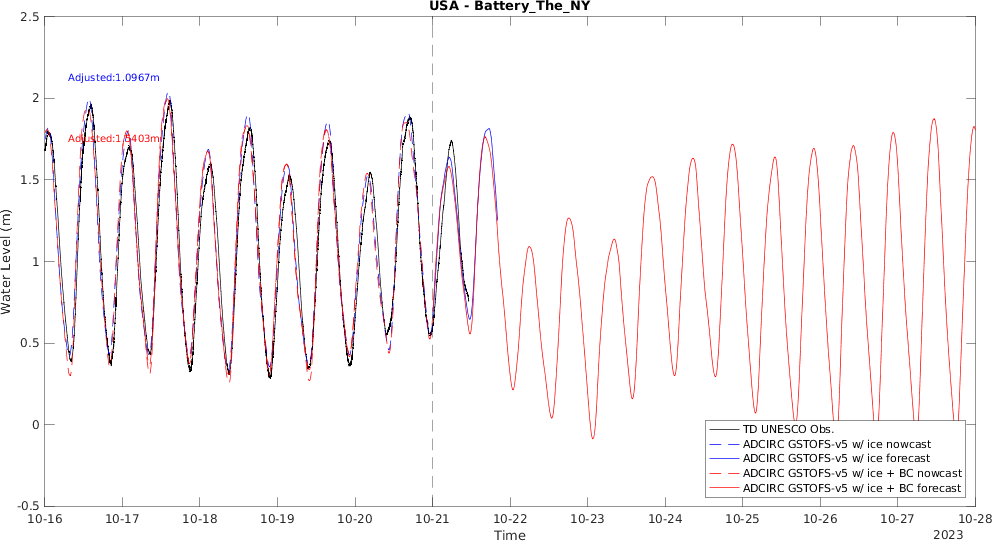 USA - Battery_The_NY
2.5
2
1.5
1
0.5
0
-0.5
Water Level (m)
Adjusted:1.0967m
TD UNESCO Obs.
ADCIRC GSTOFS-v5 w/ ice nowcast
ADCIRC GSTOFS-v5 w/ ice forecast
ADCIRC GSTOFS-v5 w/ ice + BC nowcast
ADCIRC GSTOFS-v5 w/ ice + BC forecast
10-16 10-17 10-18 10-19 10-20 10-21 10-22 10-23 10-24 10-25 10-26 10-27 10-28
Time
2023